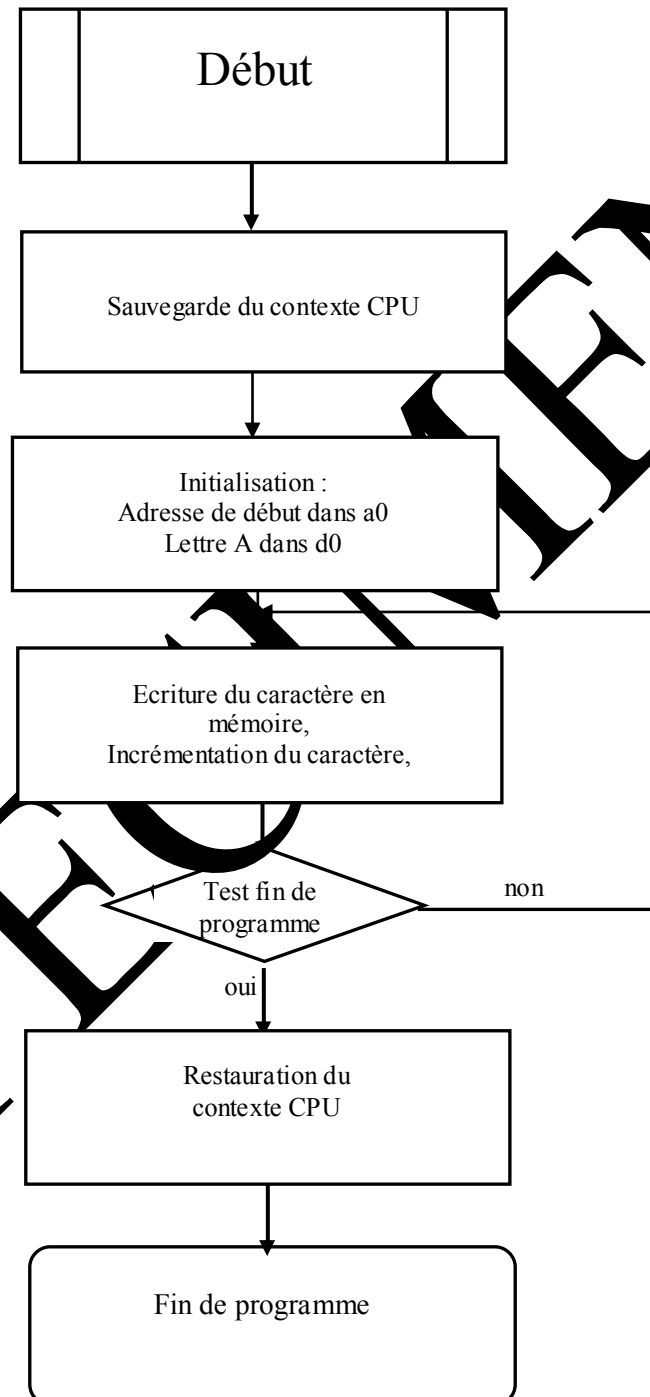 Début
Sauvegarde du contexte CPU
Initialisation :
Adresse de début dans a0
Lettre A dans d0
Ecriture du caractère en
mémoire,
Incrémentation du caractère,
Test fin de
programme
non
oui
Restauration du
contexte CPU
Fin de programme